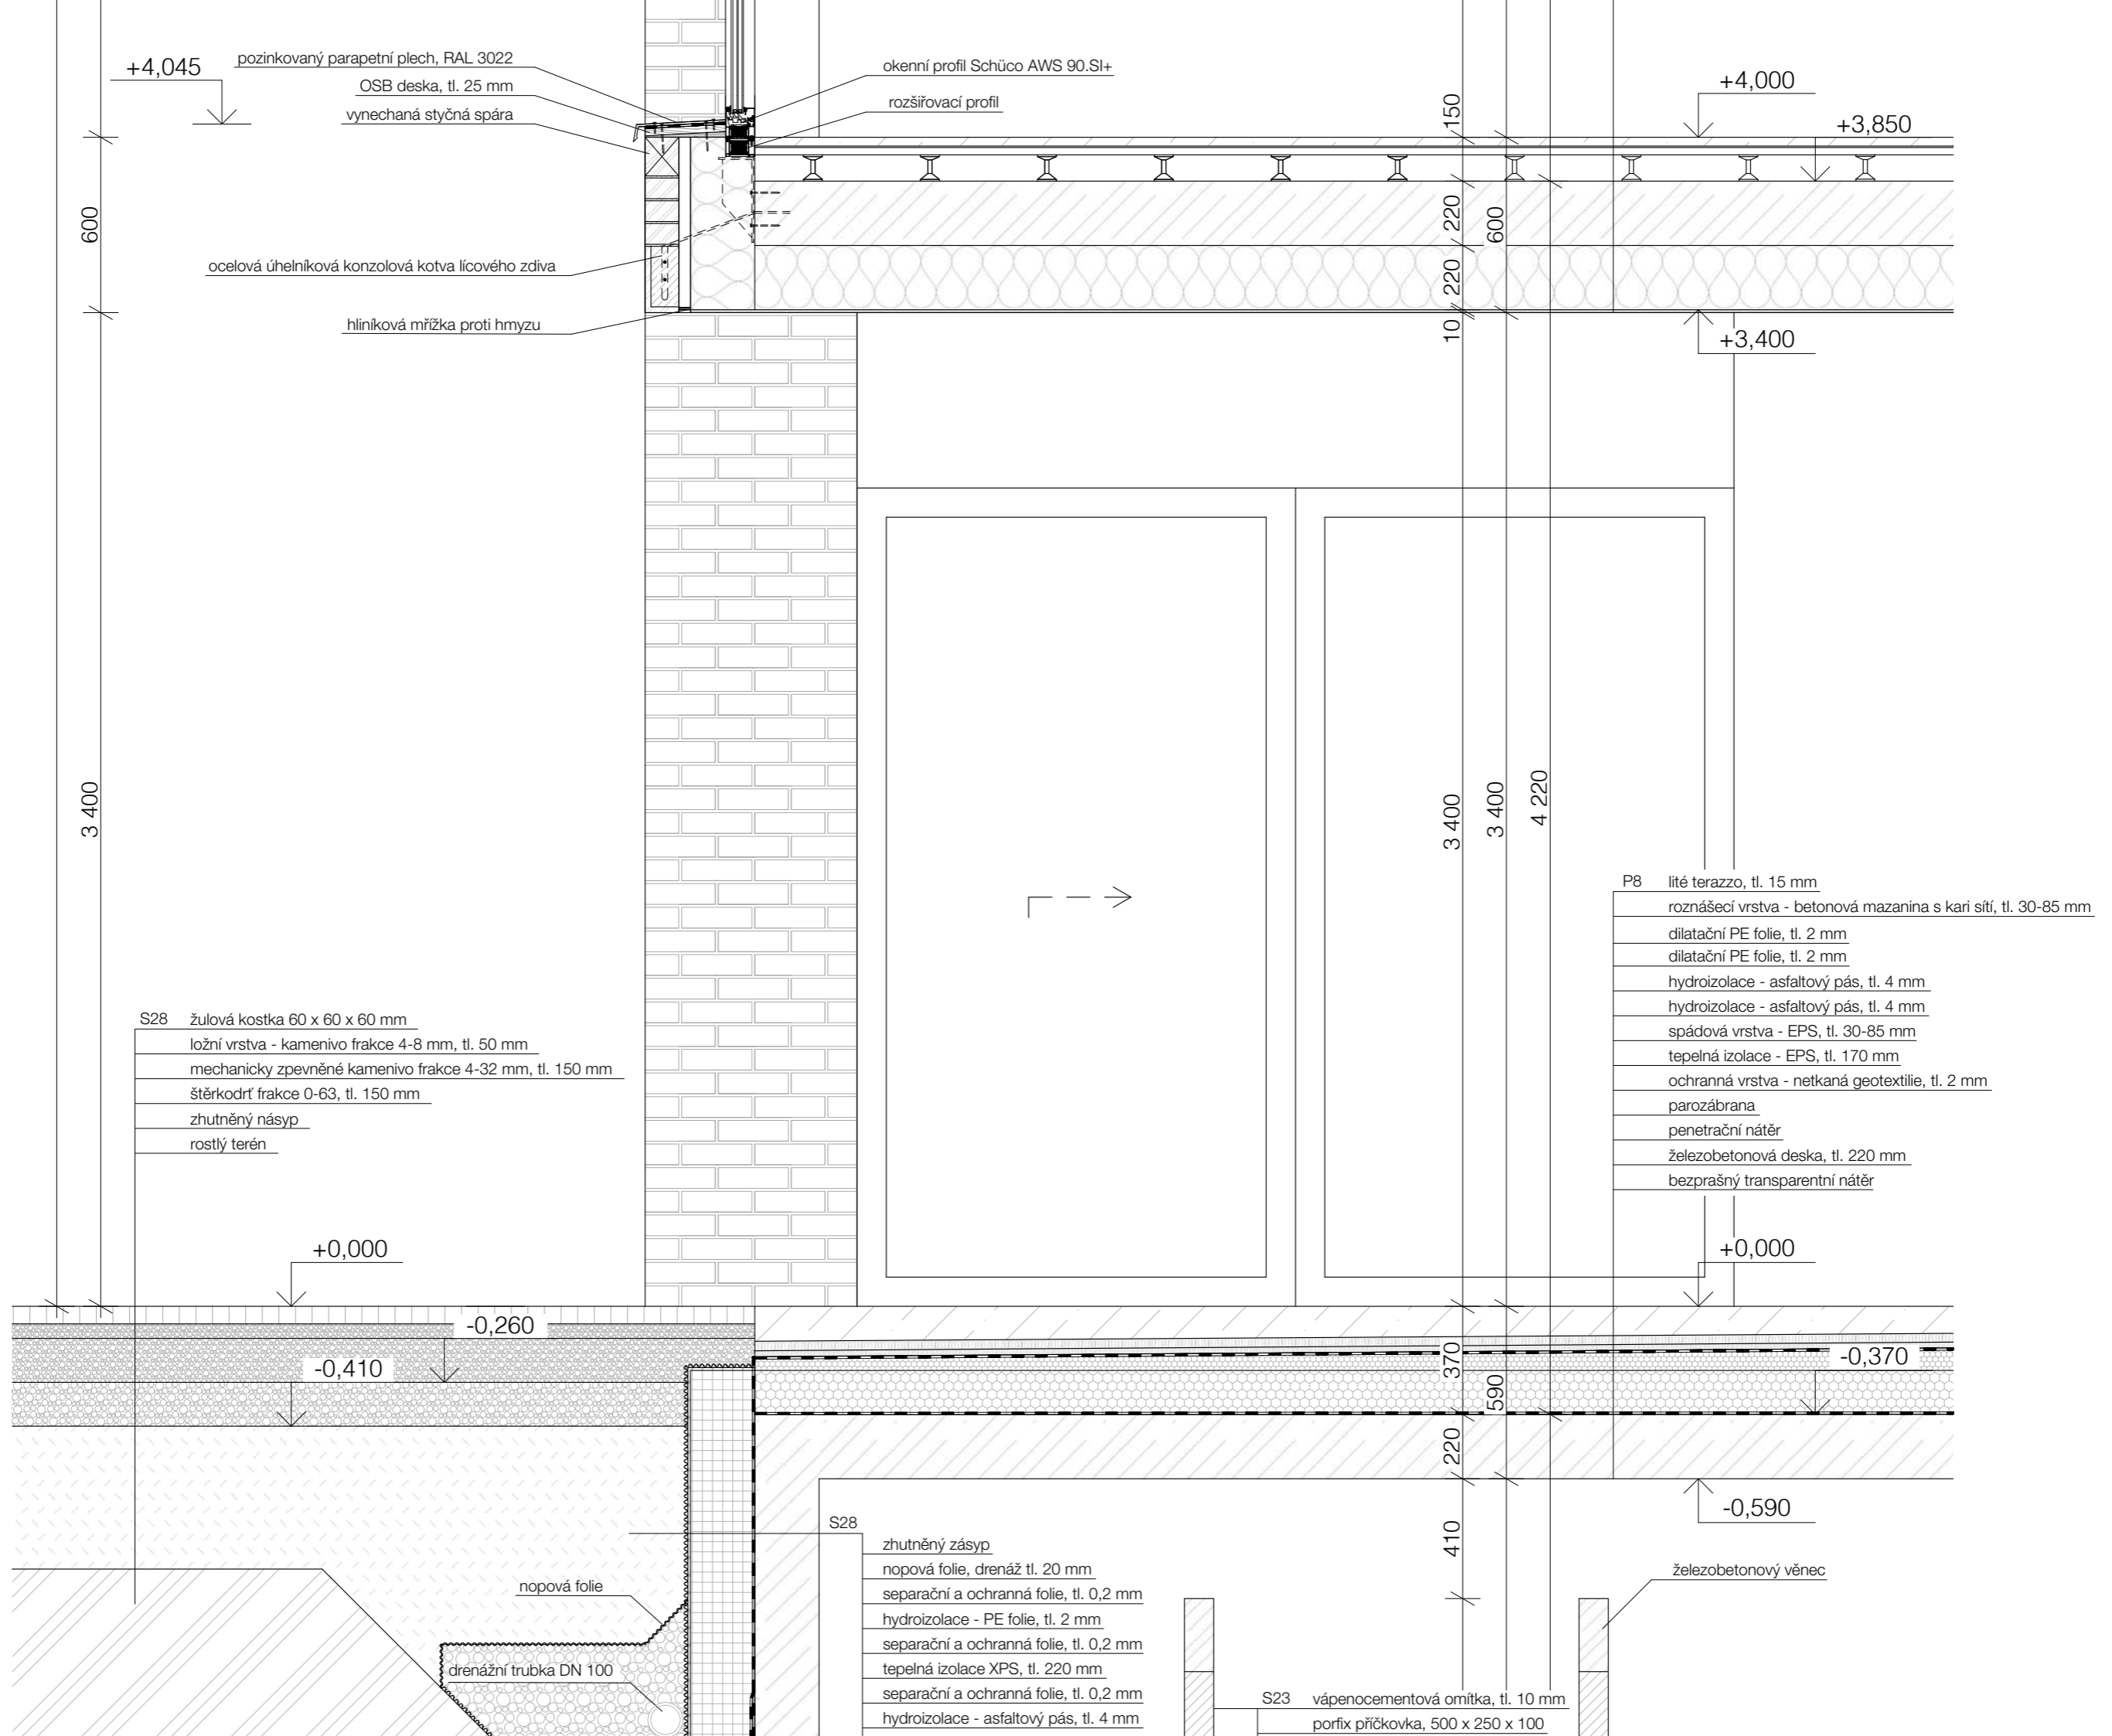 +4,045
pozinkovaný parapetní plech, RAL 3022
OSB deska, tl. 25 mm
vynechaná styčná spára
okenní profil Schüco AWS 90.SI+
rozšiřovací profil
150
+4,000
+3,850
600
220
600
220
10
ocelová úhelníková konzolová kotva lícového zdiva
hliníková mřížka proti hmyzu
+3,400
3 400
3 400
3 400
4 220
P8 lité terazzo, tl. 15 mm
roznášecí vrstva - betonová mazanina s kari sítí, tl. 30-85 mm
dilatační PE folie, tl. 2 mm
dilatační PE folie, tl. 2 mm
hydroizolace - asfaltový pás, tl. 4 mm
hydroizolace - asfaltový pás, tl. 4 mm
spádová vrstva - EPS, tl. 30-85 mm
tepelná izolace - EPS, tl. 170 mm
ochranná vrstva - netkaná geotextilie, tl. 2 mm
parozábrana
penetrační nátěr
železobetonová deska, tl. 220 mm
bezprašný transparentní nátěr
S28 žulová kostka 60 x 60 x 60 mm
ložní vrstva - kamenivo frakce 4-8 mm, tl. 50 mm
mechanicky zpevněné kamenivo frakce 4-32 mm, tl. 150 mm
štěrkodrť frakce 0-63, tl. 150 mm
zhutněný násyp
rostlý terén
+0,000
+0,000
-0,260
-0,410
370
590
-0,370
220
410
-0,590
S28
zhutněný zásyp
nopová folie, drenáž tl. 20 mm
separační a ochranná folie, tl. 0,2 mm
hydroizolace - PE folie, tl. 2 mm
separační a ochranná folie, tl. 0,2 mm
tepelná izolace XPS, tl. 220 mm
separační a ochranná folie, tl. 0,2 mm
hydroizolace - asfaltový pás, tl. 4 mm
nopová folie
drenážní trubka DN 100
železobetonový věnec
S23 vápenocementová omítka, tl. 10 mm
porfix příčkovka, 500 x 250 x 100